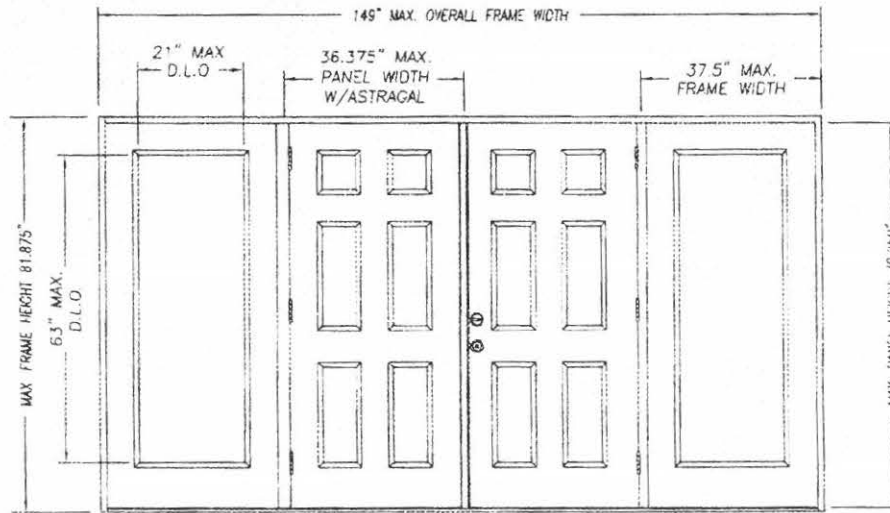 149" MAX. OVERALL FRAME WIDTH
21" MAX
D.L.O
36.375" MAX.
PANEL WIDTH
W/ASTRAGAL
37.5" MAX.
FRAME WIDTH
MAX FRAME HEIGHT 81.875"
63" MAX.
D.L.O